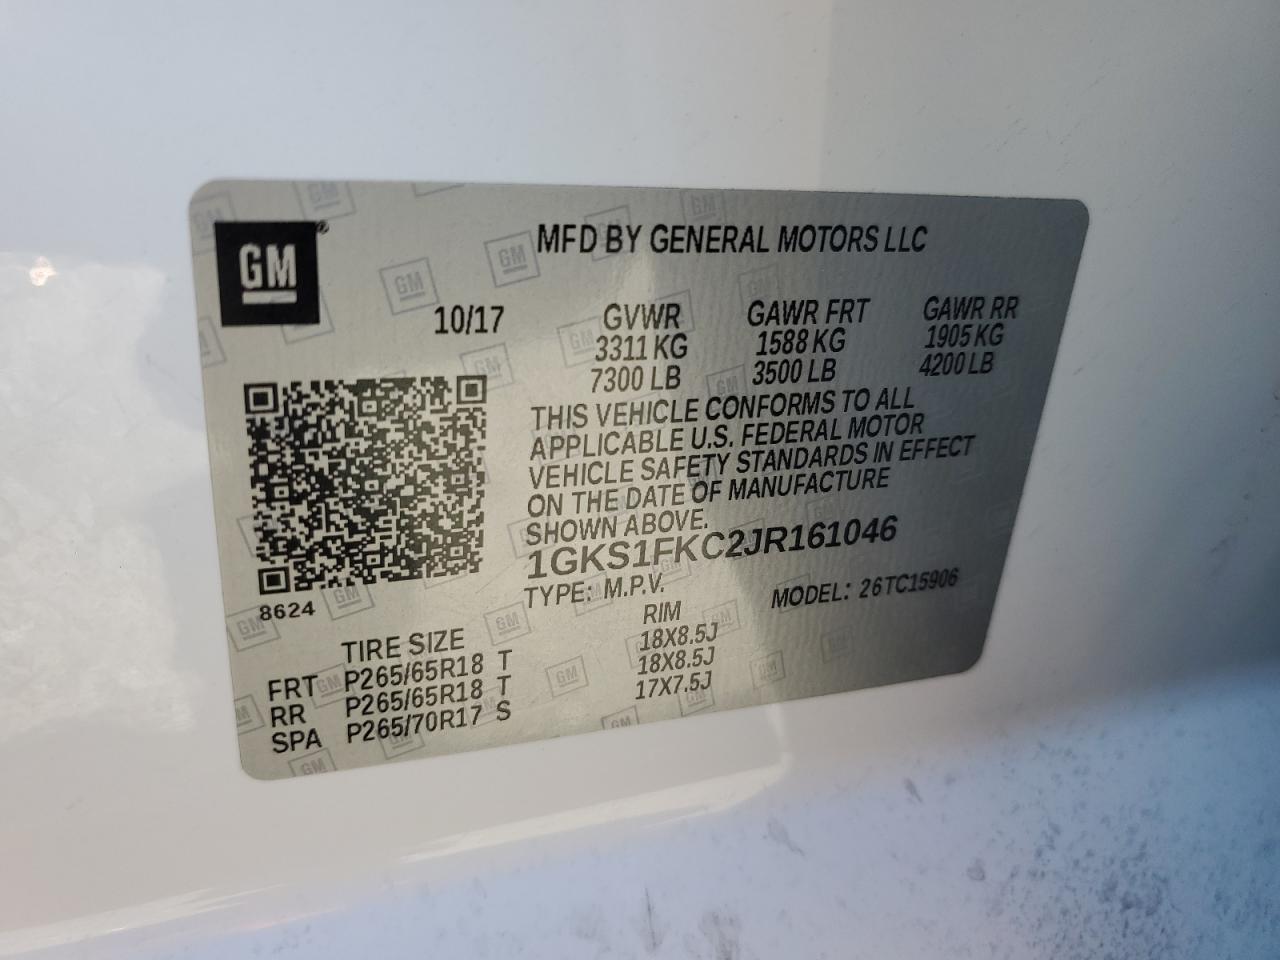 GM
MFD BY GENERAL MOTORS LLC
10/17
GVWR GAWR FRT GAWR RR
3311 KG 1588 KG 1905 KG
7300 LB 3500 LB 4200 LB
THIS VEHICLE CONFORMS TO ALL
APPLICABLE U.S. FEDERAL MOTOR
VEHICLE SAFETY STANDARDS IN EFFECT
ON THE DATE OF MANUFACTURE
SHOWN ABOVE.
1GKS1FKC2JR161046
TYPE: M.P.V. MODEL: 26TC15906
8624
TIRE SIZE RIM
FRT P265/65R18 T 18X8.5J
RR P265/65R18 T 18X8.5J
SPA P265/70R17 S 17X7.5J